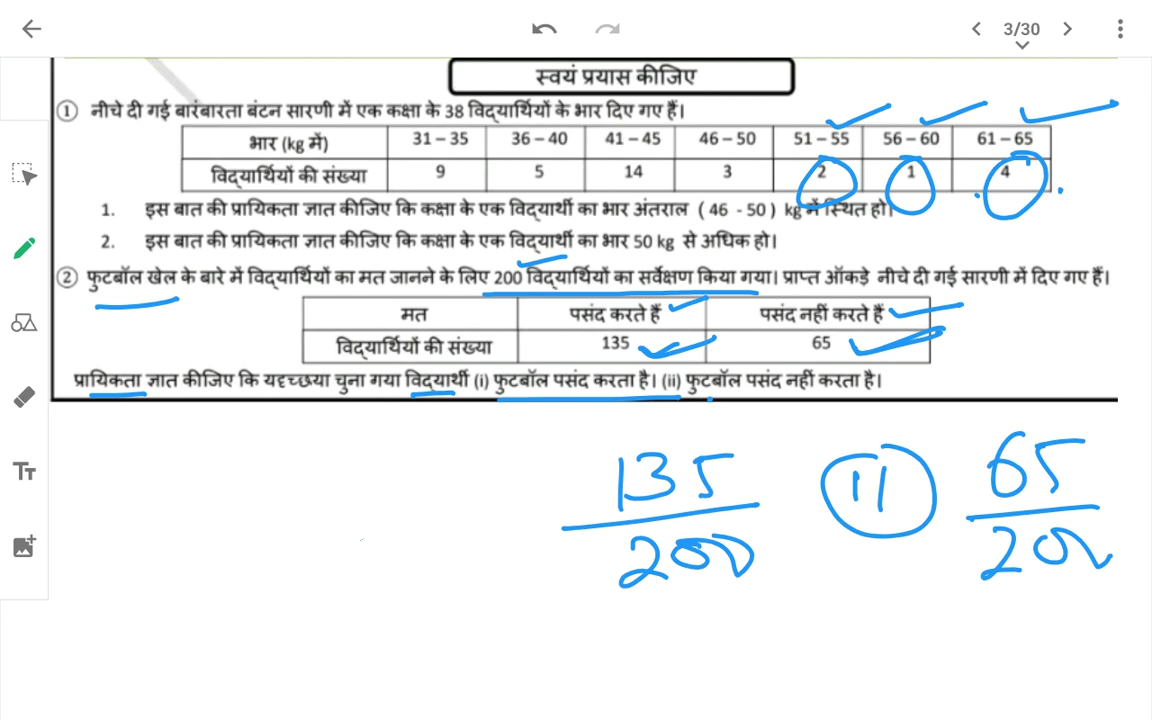 3/30
स्वयं प्रयास कीजिए
① नीचे दी गई बारंबारता बंटन सारणी में एक कक्षा के 38 विद्यार्थियों के भार दिए गए हैं।
भार (kg में) 31 – 35 36 – 40 41 – 45 46 – 50 51 – 55 56 – 60 61 – 65
विद्यार्थियों की संख्या 9 5 14 3 2 1 4
1. इस बात की प्रायिकता ज्ञात कीजिए कि कक्षा के एक विद्यार्थी का भार अंतराल ( 46 - 50 ) kg में स्थित हो।
2. इस बात की प्रायिकता ज्ञात कीजिए कि कक्षा के एक विद्यार्थी का भार 50 kg से अधिक हो।
② फुटबॉल खेल के बारे में विद्यार्थियों का मत जानने के लिए 200 विद्यार्थियों का सर्वेक्षण किया गया। प्राप्त ऑकड़े नीचे दी गई सारणी में दिए गए हैं।
मत पसंद करते हैं पसंद नहीं करते हैं
विद्यार्थियों की संख्या 135 65
प्रायिकता ज्ञात कीजिए कि यदृच्छया चुना गया विद्यार्थी (i) फुटबॉल पसंद करता है। (ii) फुटबॉल पसंद नहीं करता है।
135 11 65
200 200
Tт